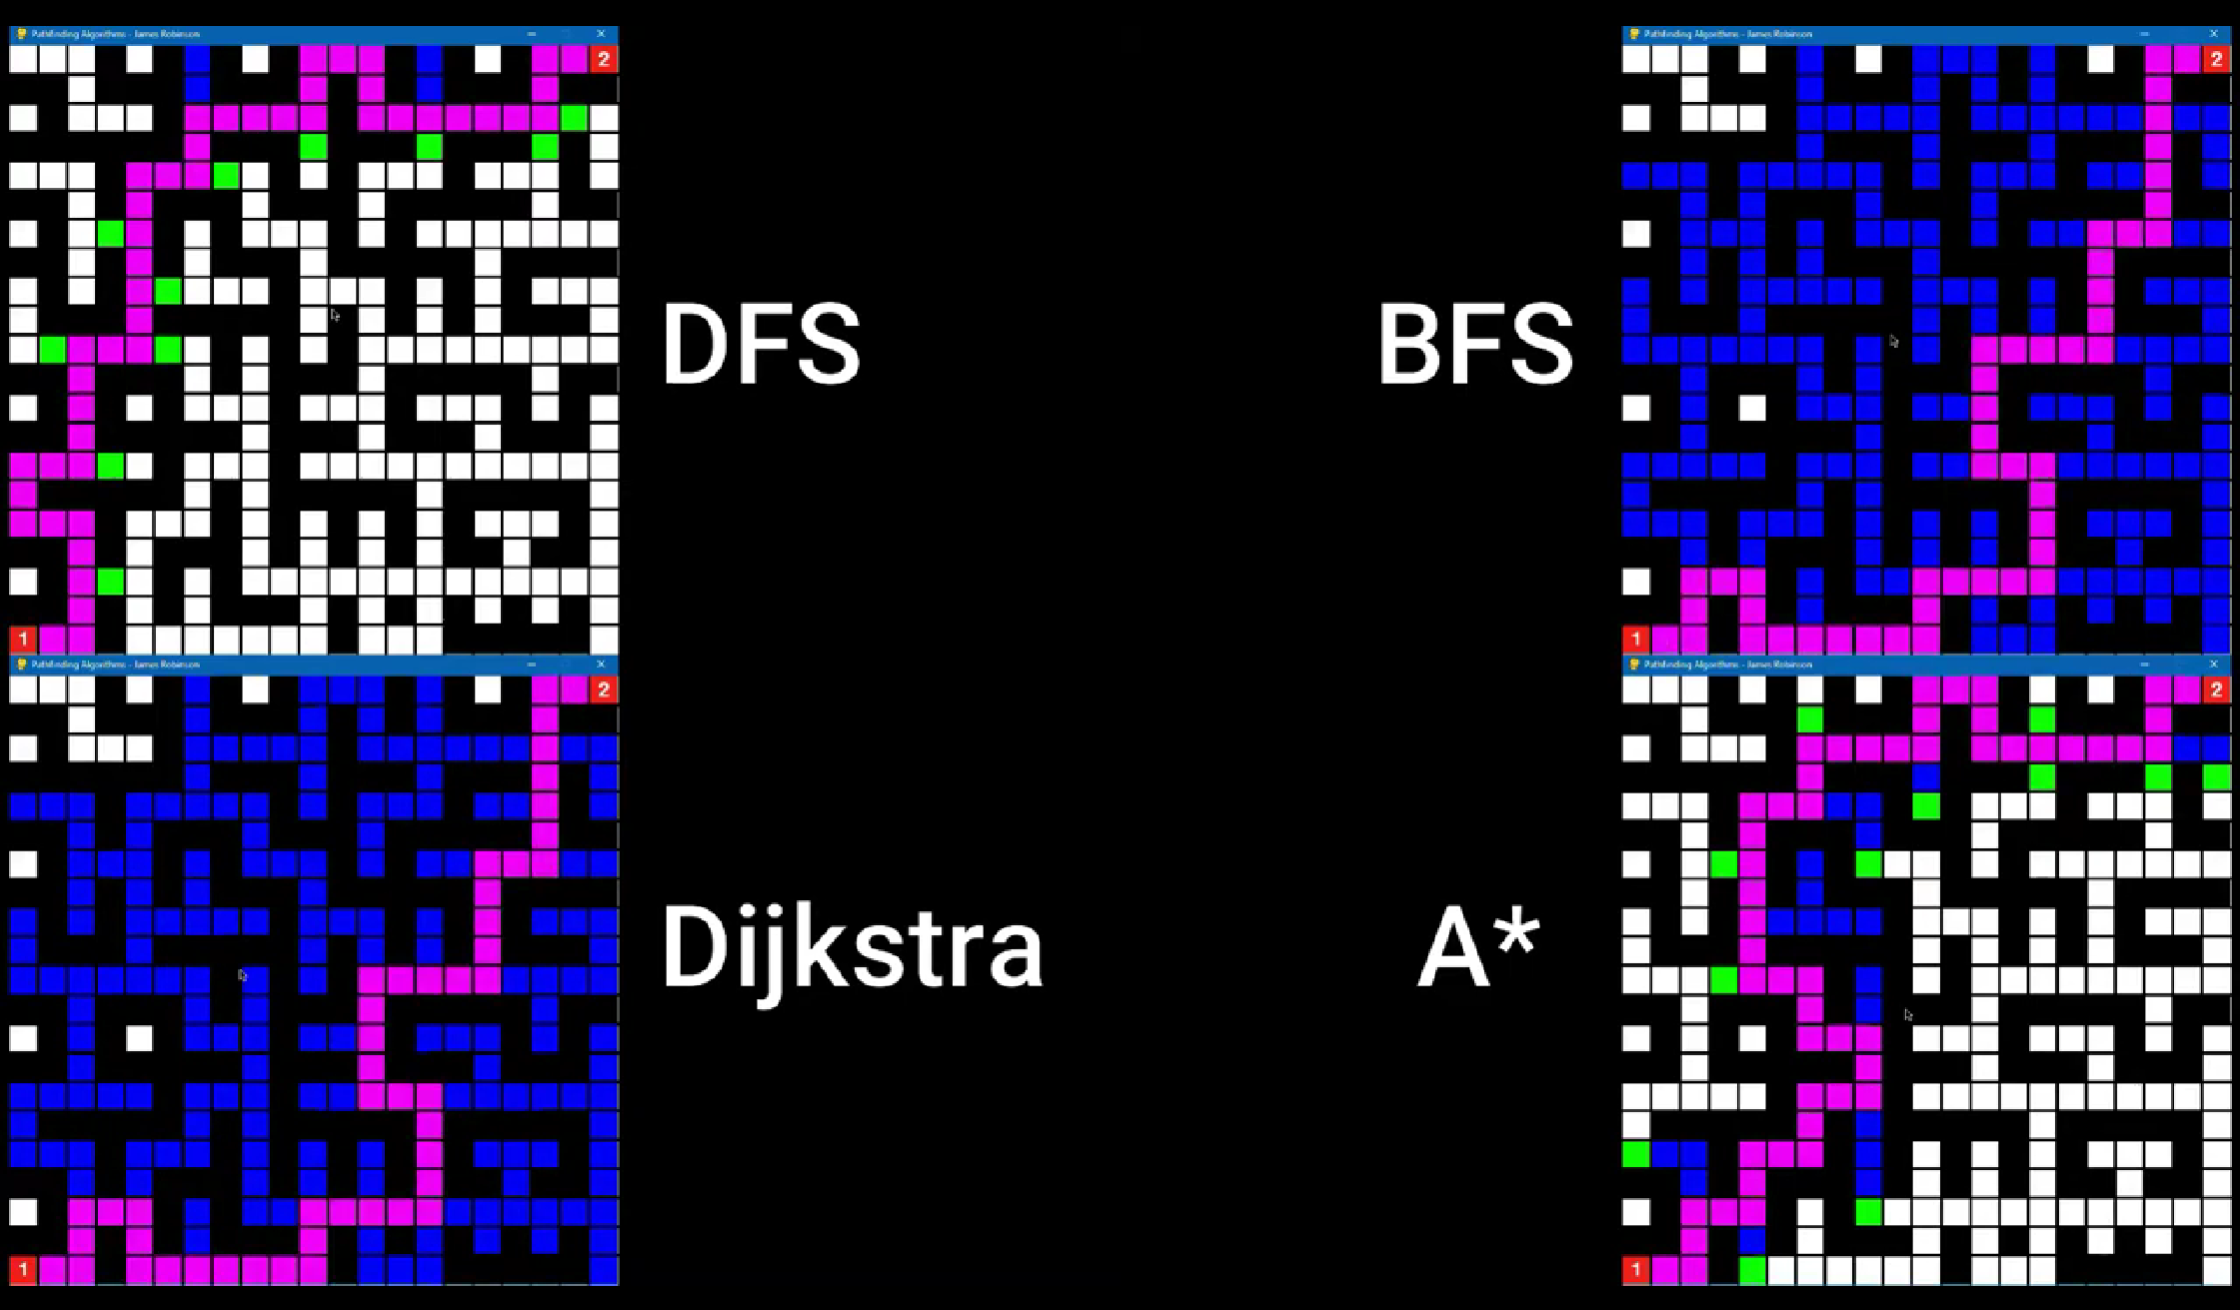 Pathfinding Algorithms - James Robinson
Pathfinding Algorithms - James Robinson
2
2
DFS
BFS
1
1
Pathfinding Algorithms - James Robinson
Pathfinding Algorithms - James Robinson
2
2
Dijkstra
A*
1
1